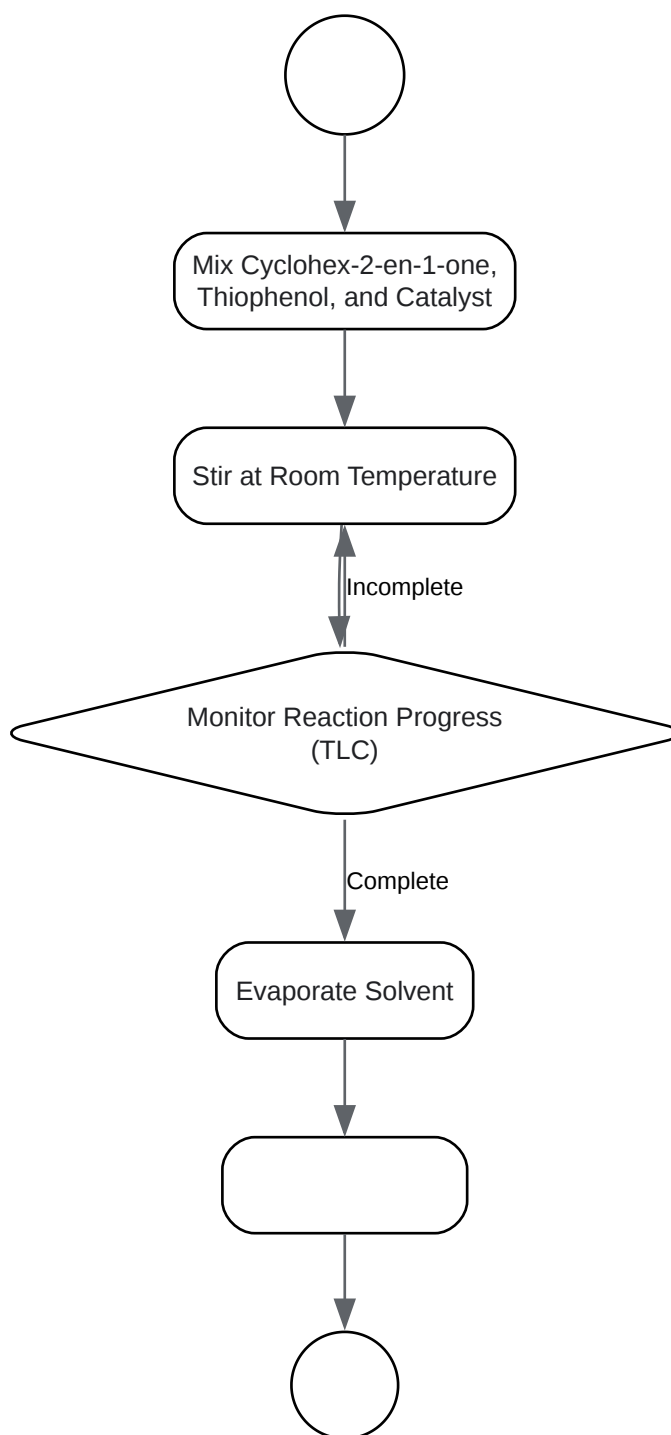 Mix Cyclohex-2-en-1-one,
Thiophenol, and Catalyst
Stir at Room Temperature
Incomplete
Monitor Reaction Progress
(TLC)
Complete
Evaporate Solvent